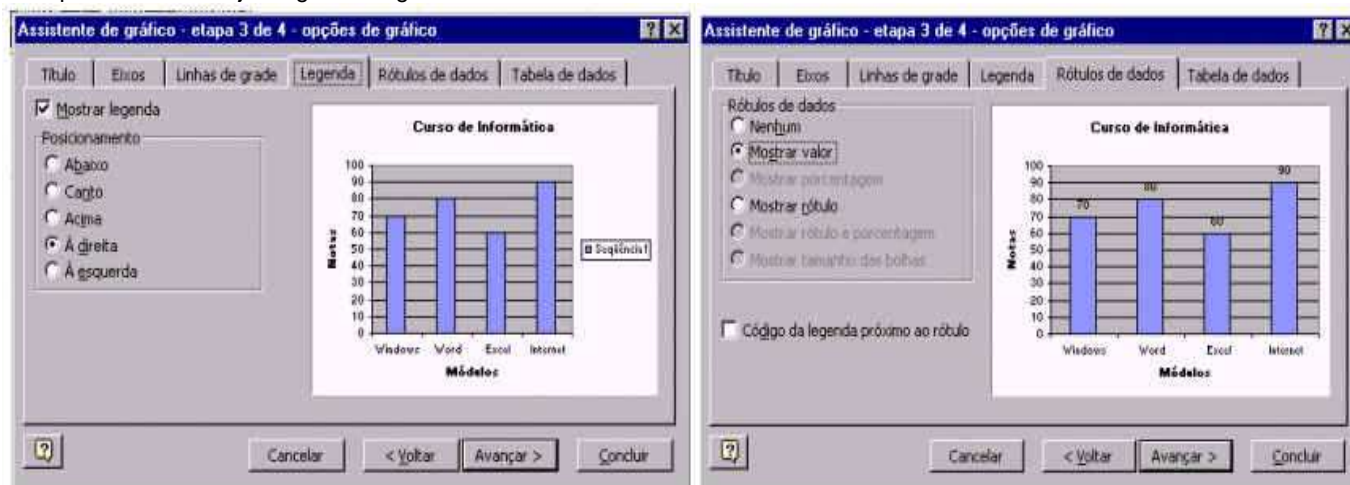 Assistente de gráfico - etapa 3 de 4 - opções de gráfico
Título Eixos Linhas de grade Legenda Rótulos de dados Tabela de dados
Mostrar legenda
Posicionamento
Abaixo
Canto
Acima
À direita
À esquerda
Curso de Informática
100
90
80
70
60
50
40
30
20
10
0
Notas
Windows Word Excel Internet
Módulos
Seqüência1
Cancelar < Voltar Avançar > Concluir
Assistente de gráfico - etapa 3 de 4 - opções de gráfico
Título Eixos Linhas de grade Legenda Rótulos de dados Tabela de dados
Rótulos de dados
Nenhum
Mostrar valor
Mostrar porcentagem
Mostrar rótulo
Mostrar rótulo e porcentagem
Mostrar tamanho das bolhas
Código da legenda próximo ao rótulo
Curso de Informática
100
90
80
70
60
50
40
30
20
10
0
70 80 60 90
Notas
Windows Word Excel Internet
Módulos
Cancelar < Voltar Avançar > Concluir